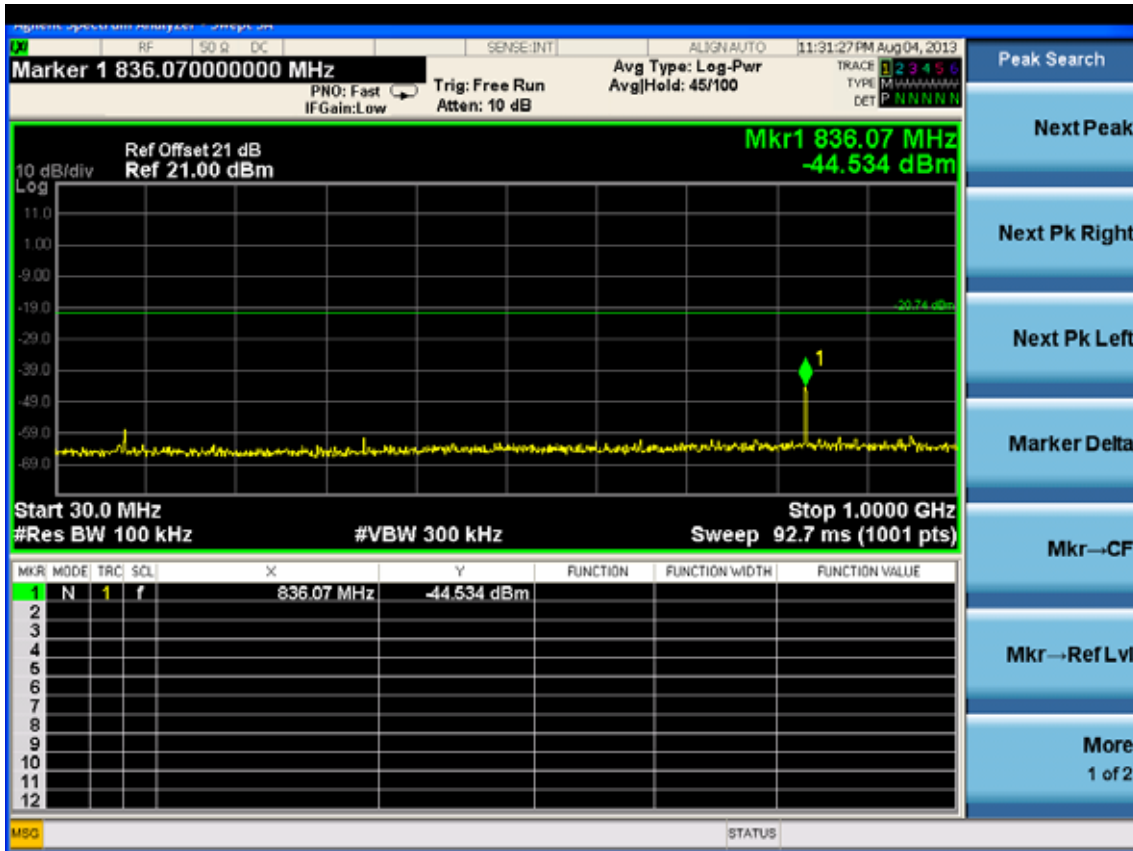 Agilent Spectrum Analyzer - Swept SA
RF 50 Ω DC SENSE:INT ALIGNAUTO 11:31:27 PM Aug 04, 2013
Marker 1 836.070000000 MHz
PNO: Fast
IFGain:Low
Trig: Free Run
Atten: 10 dB
Avg Type: Log-Pwr
Avg|Hold: 45/100
TRACE 1 2 3 4 5 6
TYPE M WWWWW
DET P N N N N N
Peak Search
Mkr1 836.07 MHz
-44.534 dBm
Ref Offset 21 dB
10 dB/div Ref 21.00 dBm
Log
11.0
1.00
-9.00
-19.0
-20.74 dBm
-29.0
-39.0
1
-49.0
-59.0
-69.0
Start 30.0 MHz Stop 1.0000 GHz
#Res BW 100 kHz #VBW 300 kHz Sweep 92.7 ms (1001 pts)
MKR MODE TRC SCL X Y FUNCTION FUNCTION WIDTH FUNCTION VALUE
1 N 1 f 836.07 MHz -44.534 dBm
2
3
4
5
6
7
8
9
10
11
12
MSG STATUS
Next Peak
Next Pk Right
Next Pk Left
Marker Delta
Mkr→CF
Mkr→Ref Lvl
More
1 of 2